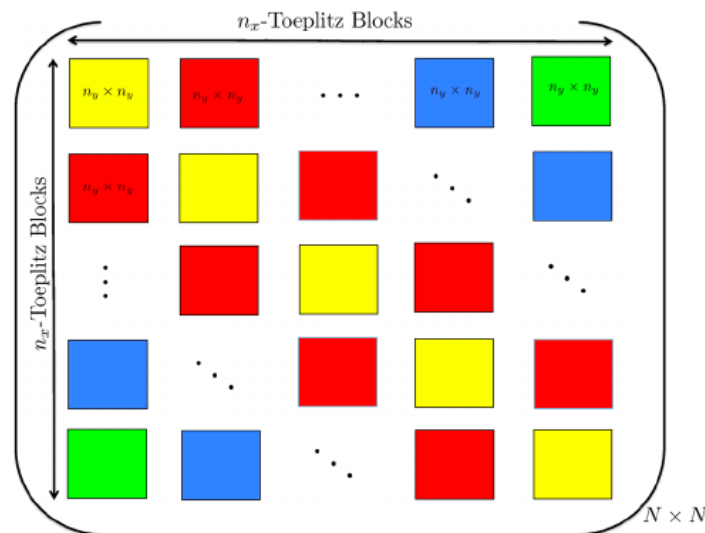 n_x-Toeplitz Blocks
n_y × n_y n_y × n_y . . . n_y × n_y n_y × n_y
n_y × n_y
n_x-Toeplitz Blocks
N × N